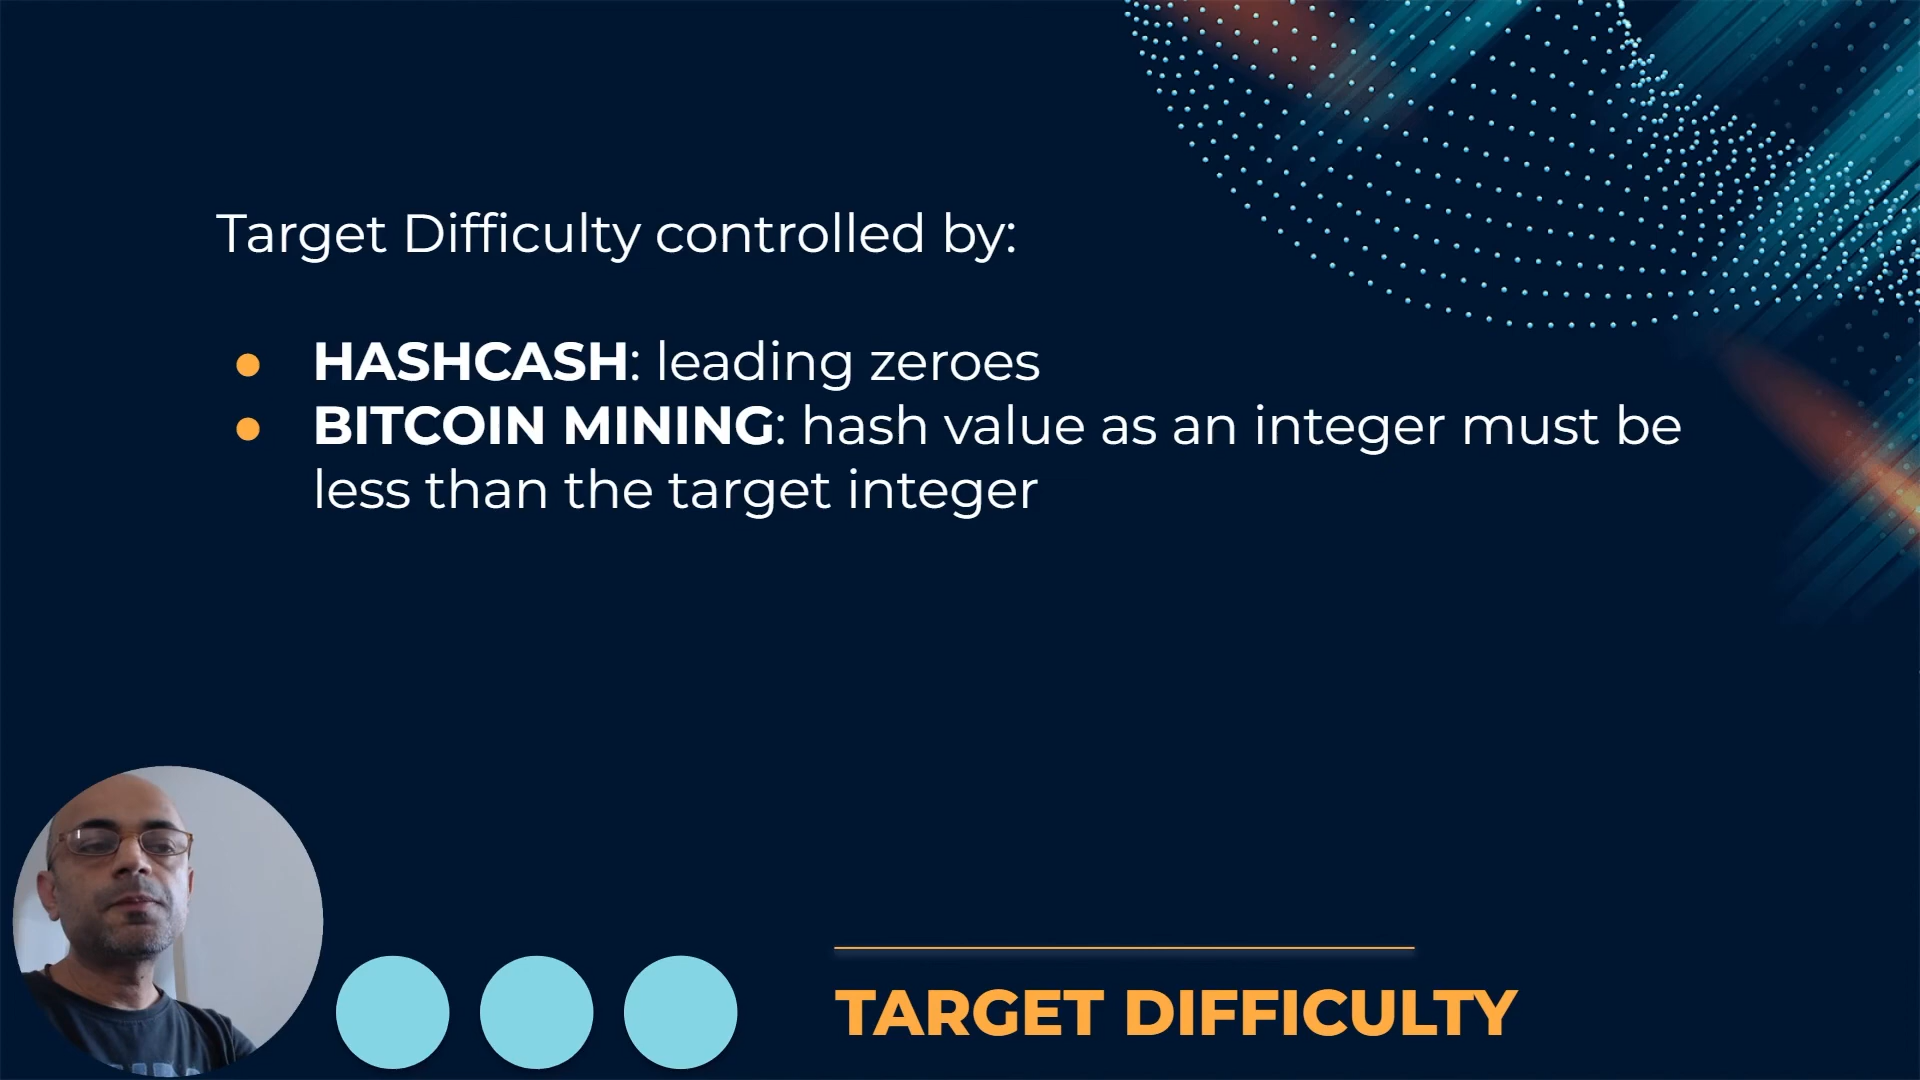 Target Difficulty controlled by:
● HASHCASH: leading zeroes
● BITCOIN MINING: hash value as an integer must be
less than the target integer
TARGET DIFFICULTY